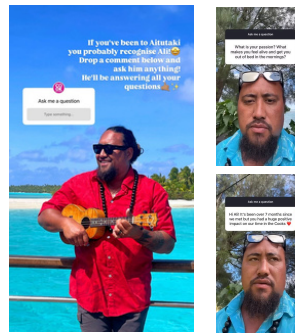 If you've been to Aitutaki
you probably recognise Ali! 🤩
Drop a comment below and
ask him anything!
He'll be answering all your
questions 🤙🏽 ✨
Ask me a question
Type something...
Ask me a question
What is your passion? What
makes you feel alive and get you
out of bed in the mornings?
Ask me a question
Hi Ali! It's been over 7 months since
we met but you had a huge positive
impact on our time in the Cooks ❤️